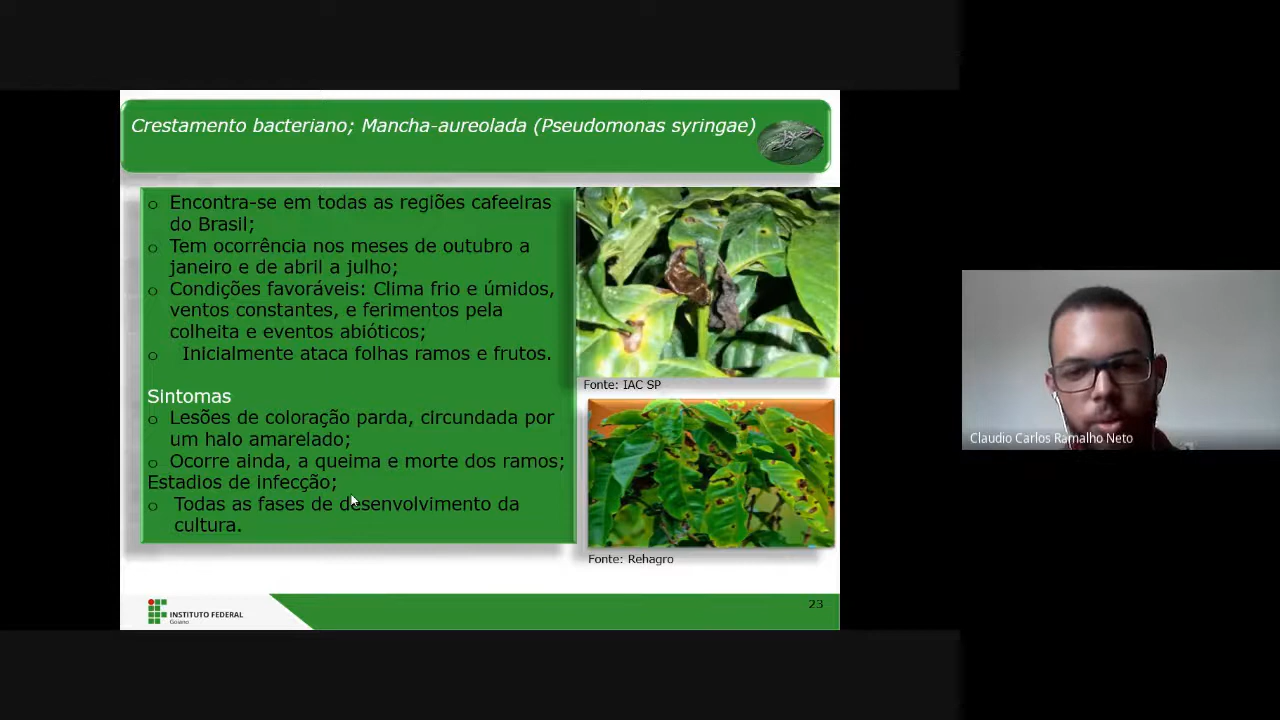 Crestamento bacteriano; Mancha-aureolada (Pseudomonas syringae)
o Encontra-se em todas as regiões cafeeiras
do Brasil;
o Tem ocorrência nos meses de outubro a
janeiro e de abril a julho;
o Condições favoráveis: Clima frio e úmidos,
ventos constantes, e ferimentos pela
colheita e eventos abióticos;
o Inicialmente ataca folhas ramos e frutos.
Sintomas
o Lesões de coloração parda, circundada por
um halo amarelado;
o Ocorre ainda, a queima e morte dos ramos;
Estadios de infecção;
o Todas as fases de desenvolvimento da
cultura.
Fonte: IAC SP
Fonte: Rehagro
INSTITUTO FEDERAL
Goiano
23
Claudio Carlos Ramalho Neto